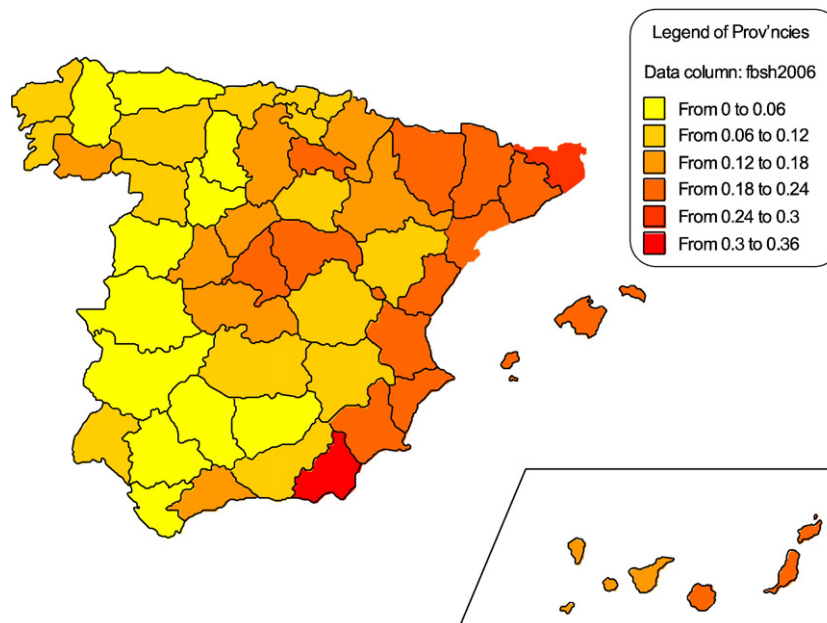 Legend of Prov'ncies
Data column: fbsh2006
From 0 to 0.06
From 0.06 to 0.12
From 0.12 to 0.18
From 0.18 to 0.24
From 0.24 to 0.3
From 0.3 to 0.36